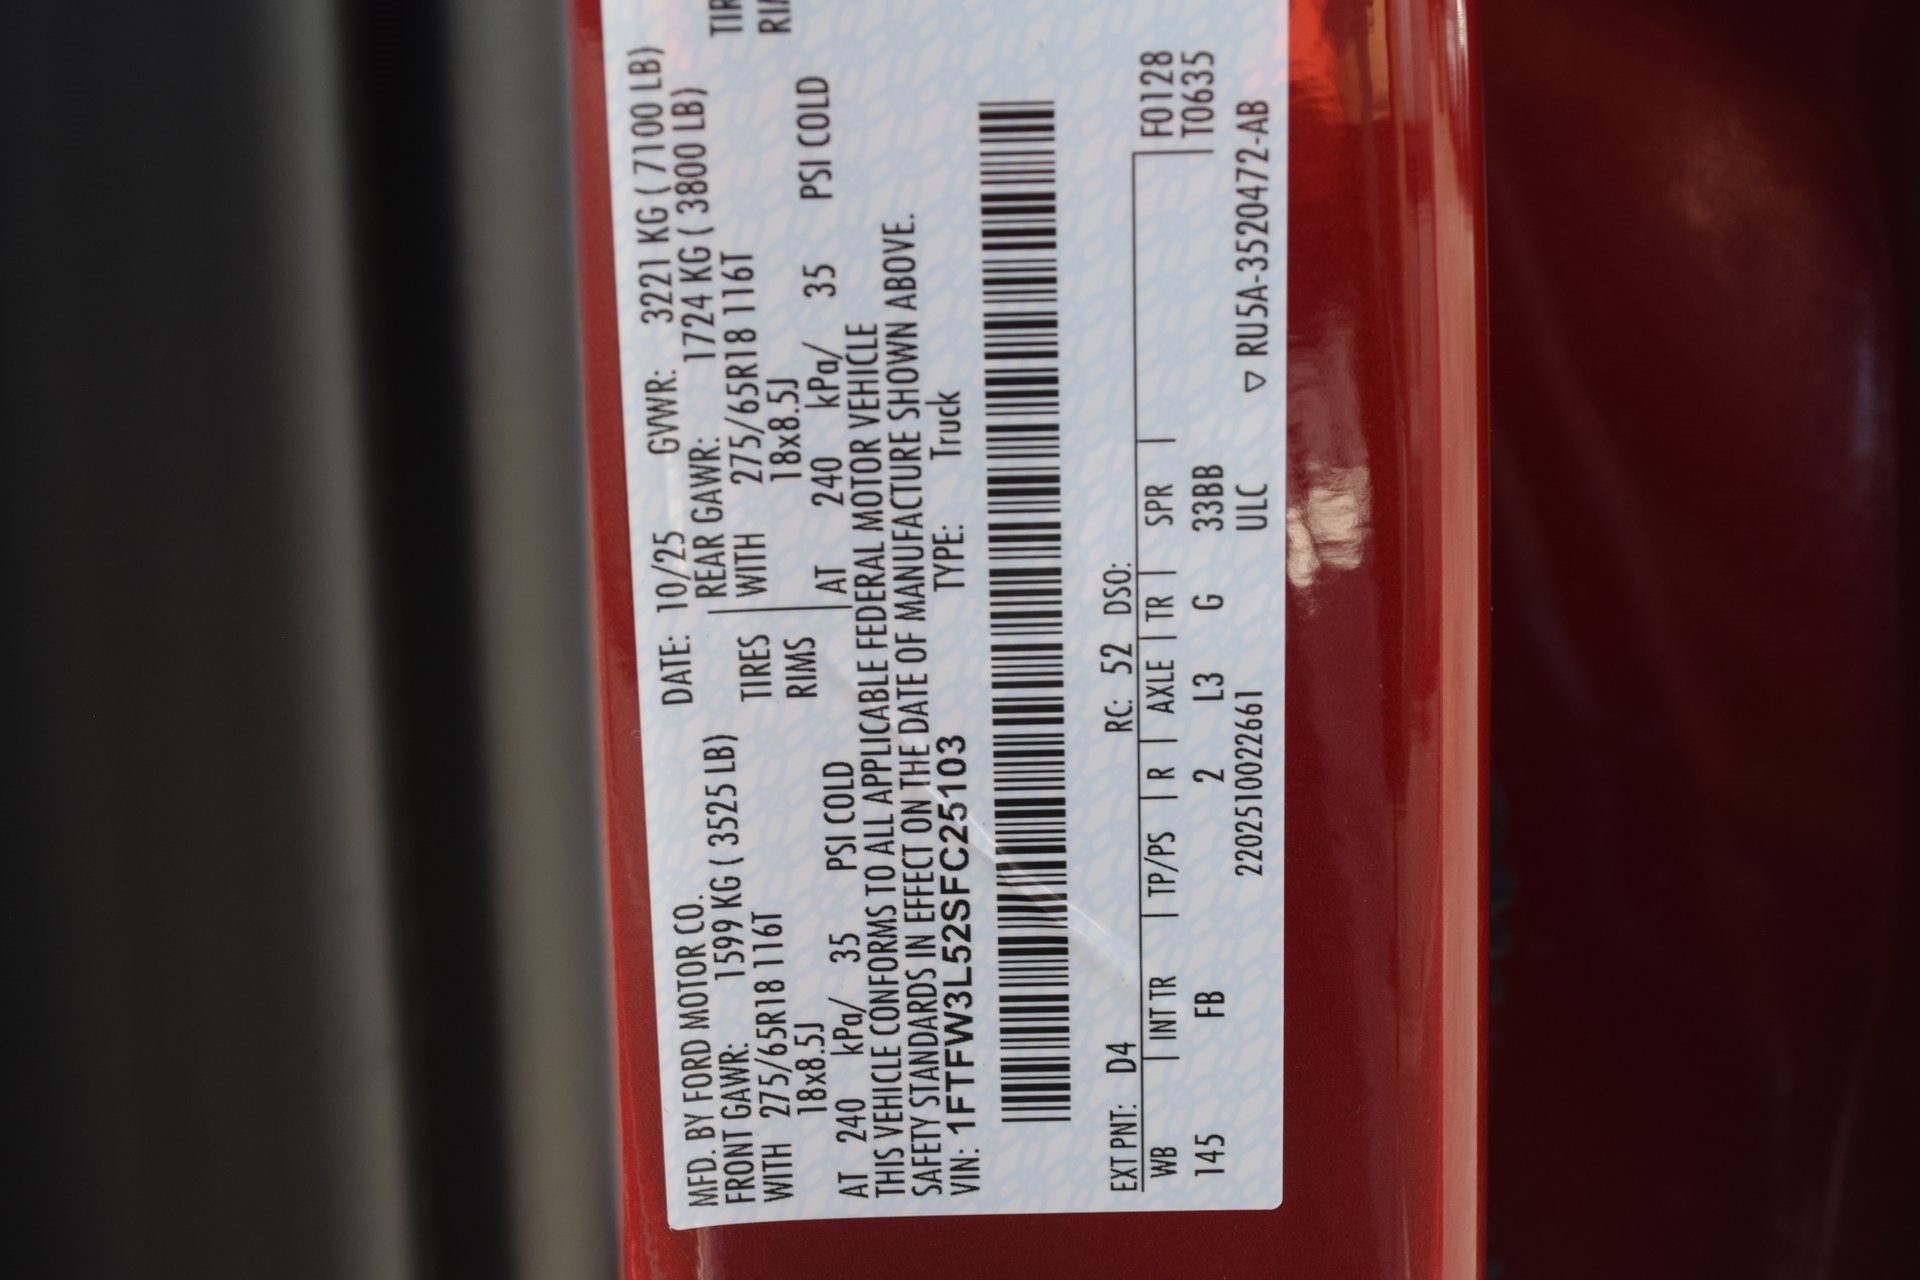 MFD. BY FORD MOTOR CO. DATE: 10/25 GVWR: 3221 KG ( 7100 LB)
FRONT GAWR: 1599 KG ( 3525 LB) REAR GAWR: 1724 KG ( 3800 LB)
WITH 275/65R18 116T TIRES WITH 275/65R18 116T TIR
18x8.5J RIMS 18x8.5J RIM
AT 240 kPa/ 35 PSI COLD AT 240 kPa/ 35 PSI COLD
THIS VEHICLE CONFORMS TO ALL APPLICABLE FEDERAL MOTOR VEHICLE
SAFETY STANDARDS IN EFFECT ON THE DATE OF MANUFACTURE SHOWN ABOVE.
VIN: 1FTFW3L52SFC25103 TYPE: Truck
EXT PNT: D4 RC: 52 DSO:
WB INT TR TP/PS R AXLE TR SPR F0128
145 FB 2 L3 G 33BB T0635
2202510022661 ULC ▽ RU5A-3520472-AB